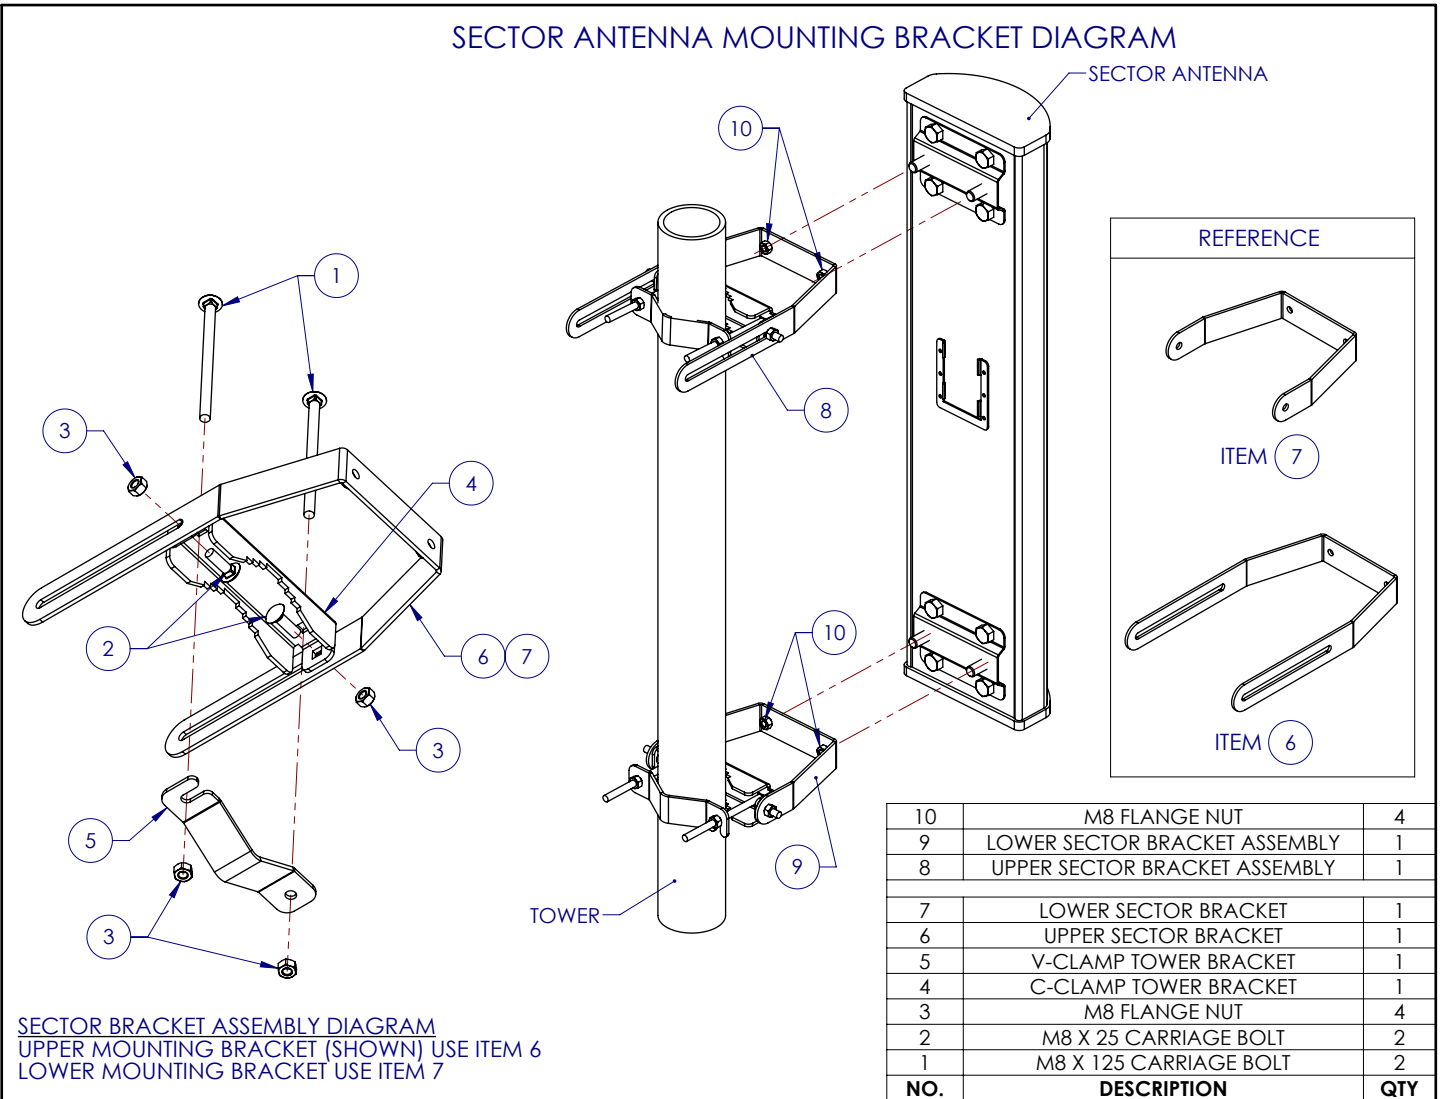 SECTOR ANTENNA MOUNTING BRACKET DIAGRAM
SECTOR ANTENNA
10
1
3
4
2
6 7
3
5
3
8
10
9
TOWER
REFERENCE
ITEM 7
ITEM 6
10 M8 FLANGE NUT 4
9 LOWER SECTOR BRACKET ASSEMBLY 1
8 UPPER SECTOR BRACKET ASSEMBLY 1
7 LOWER SECTOR BRACKET 1
6 UPPER SECTOR BRACKET 1
5 V-CLAMP TOWER BRACKET 1
4 C-CLAMP TOWER BRACKET 1
3 M8 FLANGE NUT 4
2 M8 X 25 CARRIAGE BOLT 2
1 M8 X 125 CARRIAGE BOLT 2
NO. DESCRIPTION QTY
SECTOR BRACKET ASSEMBLY DIAGRAM
UPPER MOUNTING BRACKET (SHOWN) USE ITEM 6
LOWER MOUNTING BRACKET USE ITEM 7